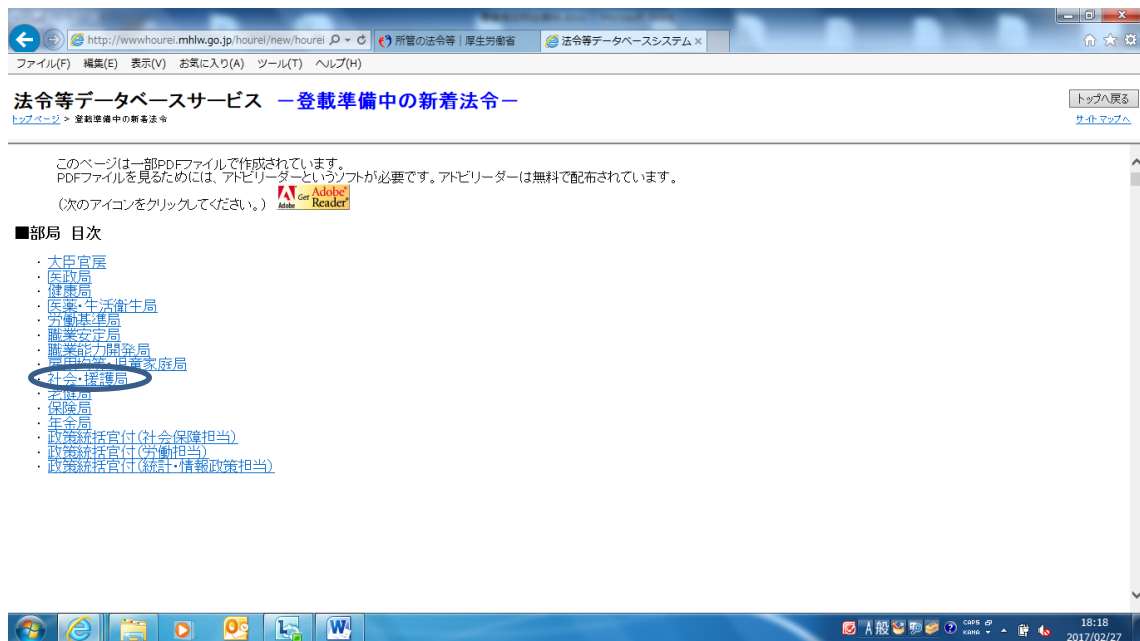 http://wwwhourei.mhlw.go.jp/hourei/new/hourei
所管の法令等｜厚生労働省
法令等データベースシステム
ファイル(F) 編集(E) 表示(V) お気に入り(A) ツール(T) ヘルプ(H)
法令等データベースサービス －登載準備中の新着法令－
トップへ戻る
トップページ > 登載準備中の新着法令
サイトマップへ
このページは一部PDFファイルで作成されています。
PDFファイルを見るためには、アドビリーダーというソフトが必要です。アドビリーダーは無料で配布されています。
（次のアイコンをクリックしてください。） Adobe Get Adobe® Reader®
■部局 目次
・ 大臣官房
・ 医政局
・ 健康局
・ 医薬・生活衛生局
・ 労働基準局
・ 職業安定局
・ 職業能力開発局
・ 雇用均等・児童家庭局
・ 社会・援護局
・ 老健局
・ 保険局
・ 年金局
・ 政策統括官付(社会保障担当)
・ 政策統括官付(労働担当)
・ 政策統括官付(統計・情報政策担当)
A 般 CAPS KANA
18:18
2017/02/27